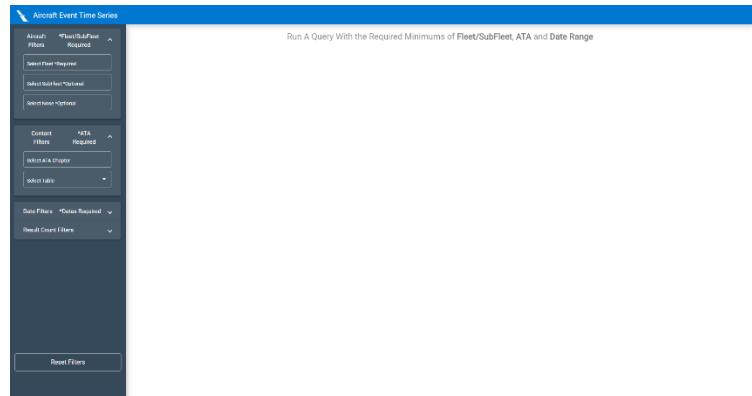 Aircraft Event Time Series
Aircraft Filters *Fleet/SubFleet Required
Select Fleet *Required
Select SubFleet *Optional
Select Nose *Optional
Content Filters *ATA Required
Select ATA Chapter
Select Table
Date Filters *Dates Required
Result Count Filters
Reset Filters
Run A Query With the Required Minimums of Fleet/SubFleet, ATA and Date Range